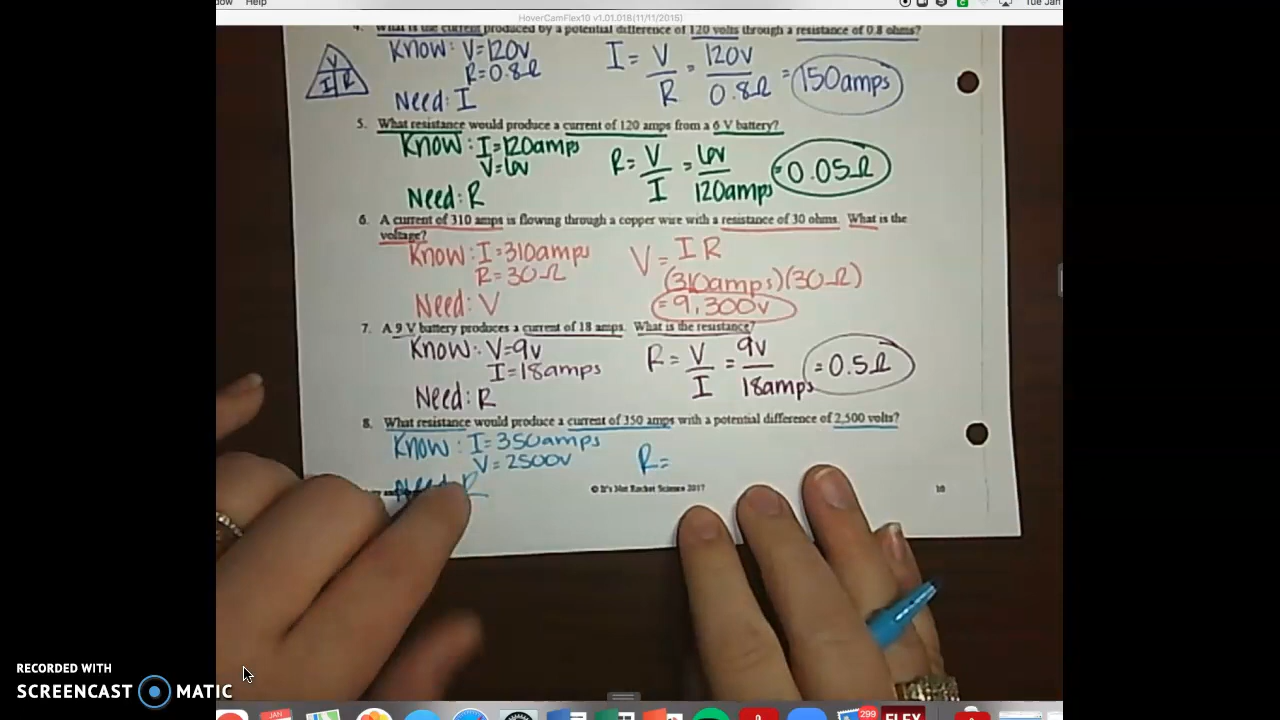 Help
Tue Jan
HoverCamFlex10 v1.01.018(11/11/2015)
What is the current produced by a potential difference of 120 volts through a resistance of 0.8 ohms?
Know: V=120v
R=0.8Ω
Need: I
V
I R
I = V/R = 120v/0.8Ω = 150amps
5. What resistance would produce a current of 120 amps from a 6 V battery?
Know: I=120amps
V=6v
Need: R
R= V/I = 6v/120amps = 0.05Ω
6. A current of 310 amps is flowing through a copper wire with a resistance of 30 ohms. What is the
voltage?
Know: I=310amps
R=30Ω
Need: V
V= IR
(310amps)(30Ω)
= 9,300v
7. A 9 V battery produces a current of 18 amps. What is the resistance?
Know: V=9v
I=18amps
Need: R
R= V/I = 9v/18amps = 0.5Ω
8. What resistance would produce a current of 350 amps with a potential difference of 2,500 volts?
Know: I=350amps
V=2500v
Need: R
R=
© It's Not Rocket Science 2017
10
RECORDED WITH
SCREENCAST MATIC
JAN
299
FLEX